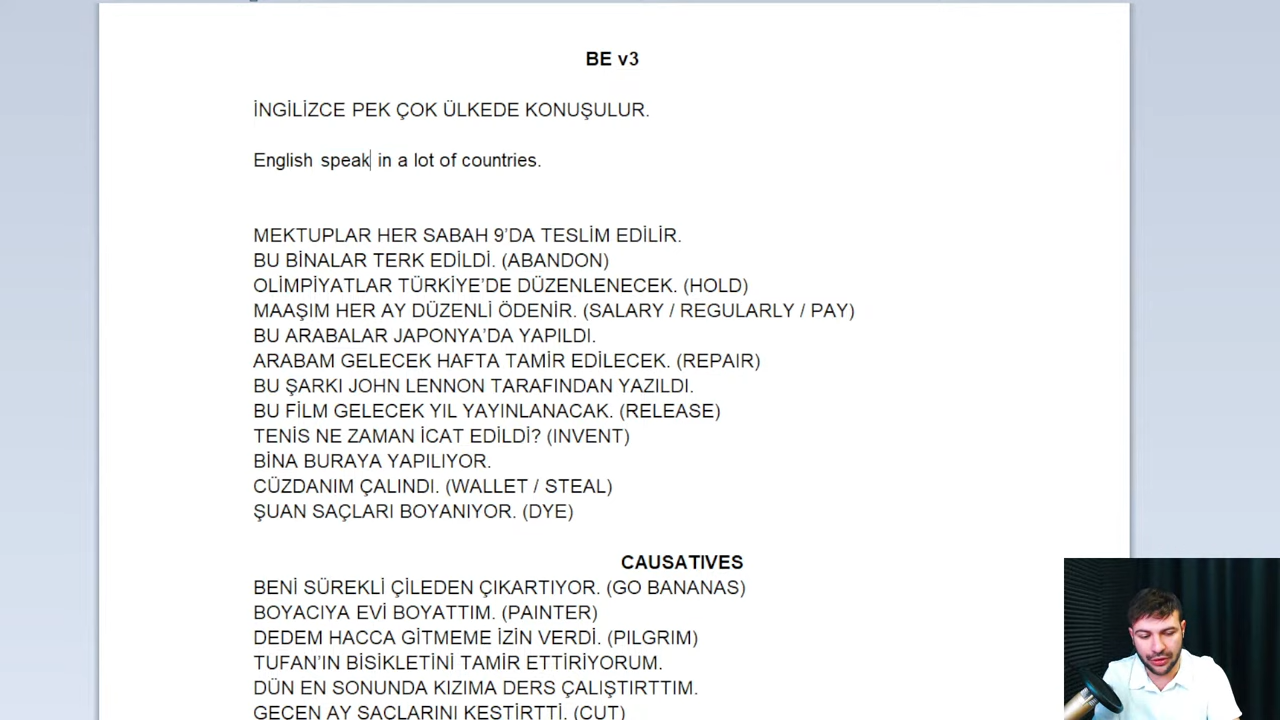 BE v3
İNGİLİZCE PEK ÇOK ÜLKEDE KONUŞULUR.
English speak in a lot of countries.
MEKTUPLAR HER SABAH 9’DA TESLİM EDİLİR.
BU BİNALAR TERK EDİLDİ. (ABANDON)
OLİMPİYATLAR TÜRKİYE’DE DÜZENLENECEK. (HOLD)
MAAŞIM HER AY DÜZENLİ ÖDENİR. (SALARY / REGULARLY / PAY)
BU ARABALAR JAPONYA’DA YAPILDI.
ARABAM GELECEK HAFTA TAMİR EDİLECEK. (REPAIR)
BU ŞARKI JOHN LENNON TARAFINDAN YAZILDI.
BU FİLM GELECEK YIL YAYINLANACAK. (RELEASE)
TENİS NE ZAMAN İCAT EDİLDİ? (INVENT)
BİNA BURAYA YAPILIYOR.
CÜZDANIM ÇALINDI. (WALLET / STEAL)
ŞUAN SAÇLARI BOYANIYOR. (DYE)
CAUSATIVES
BENİ SÜREKLİ ÇİLEDEN ÇIKARTIYOR. (GO BANANAS)
BOYACIYA EVİ BOYATTIM. (PAINTER)
DEDEM HACCA GİTMEME İZİN VERDİ. (PILGRIM)
TUFAN’IN BİSİKLETİNİ TAMİR ETTİRİYORUM.
DÜN EN SONUNDA KIZIMA DERS ÇALIŞTIRTTIM.
GEÇEN AY SAÇLARINI KESTİRTTİ. (CUT)